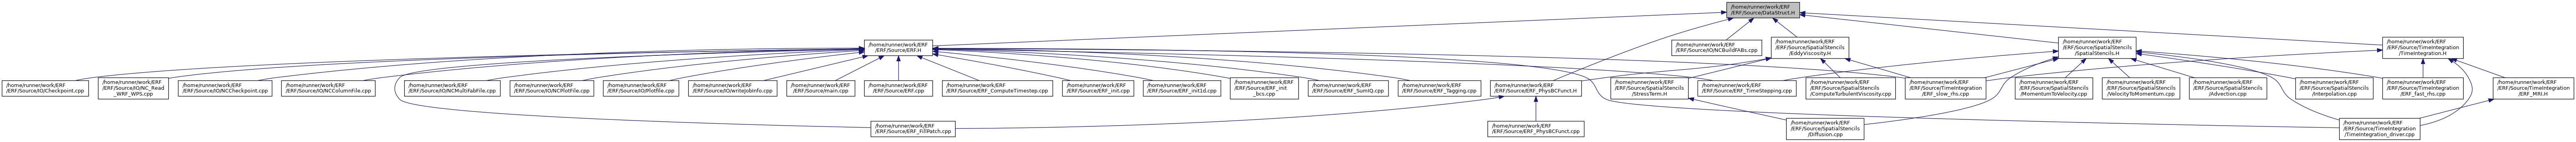 /home/runner/work/ERF
/ERF/Source/DataStruct.H
/home/runner/work/ERF
/ERF/Source/ERF.H
/home/runner/work/ERF
/ERF/Source/IO/NCBuildFABs.cpp
/home/runner/work/ERF
/ERF/Source/SpatialStencils
/EddyViscosity.H
/home/runner/work/ERF
/ERF/Source/SpatialStencils
/SpatialStencils.H
/home/runner/work/ERF
/ERF/Source/TimeIntegration
/TimeIntegration.H
/home/runner/work/ERF
/ERF/Source/IO/Checkpoint.cpp
/home/runner/work/ERF
/ERF/Source/IO/NC_Read
_WRF_WPS.cpp
/home/runner/work/ERF
/ERF/Source/IO/NCCheckpoint.cpp
/home/runner/work/ERF
/ERF/Source/IO/NCColumnFile.cpp
/home/runner/work/ERF
/ERF/Source/IO/NCMultiFabFile.cpp
/home/runner/work/ERF
/ERF/Source/IO/NCPlotFile.cpp
/home/runner/work/ERF
/ERF/Source/IO/Plotfile.cpp
/home/runner/work/ERF
/ERF/Source/IO/writeJobInfo.cpp
/home/runner/work/ERF
/ERF/Source/main.cpp
/home/runner/work/ERF
/ERF/Source/ERF.cpp
/home/runner/work/ERF
/ERF/Source/ERF_ComputeTimestep.cpp
/home/runner/work/ERF
/ERF/Source/ERF_init.cpp
/home/runner/work/ERF
/ERF/Source/ERF_init1d.cpp
/home/runner/work/ERF
/ERF/Source/ERF_init
_bcs.cpp
/home/runner/work/ERF
/ERF/Source/ERF_SumIQ.cpp
/home/runner/work/ERF
/ERF/Source/ERF_Tagging.cpp
/home/runner/work/ERF
/ERF/Source/ERF_PhysBCFunct.H
/home/runner/work/ERF
/ERF/Source/SpatialStencils
/StressTerm.H
/home/runner/work/ERF
/ERF/Source/ERF_TimeStepping.cpp
/home/runner/work/ERF
/ERF/Source/SpatialStencils
/ComputeTurbulentViscosity.cpp
/home/runner/work/ERF
/ERF/Source/TimeIntegration
/ERF_slow_rhs.cpp
/home/runner/work/ERF
/ERF/Source/SpatialStencils
/MomentumToVelocity.cpp
/home/runner/work/ERF
/ERF/Source/SpatialStencils
/VelocityToMomentum.cpp
/home/runner/work/ERF
/ERF/Source/SpatialStencils
/Advection.cpp
/home/runner/work/ERF
/ERF/Source/SpatialStencils
/Interpolation.cpp
/home/runner/work/ERF
/ERF/Source/TimeIntegration
/ERF_fast_rhs.cpp
/home/runner/work/ERF
/ERF/Source/TimeIntegration
/ERF_MRI.H
/home/runner/work/ERF
/ERF/Source/ERF_FillPatch.cpp
/home/runner/work/ERF
/ERF/Source/ERF_PhysBCFunct.cpp
/home/runner/work/ERF
/ERF/Source/SpatialStencils
/Diffusion.cpp
/home/runner/work/ERF
/ERF/Source/TimeIntegration
/TimeIntegration_driver.cpp